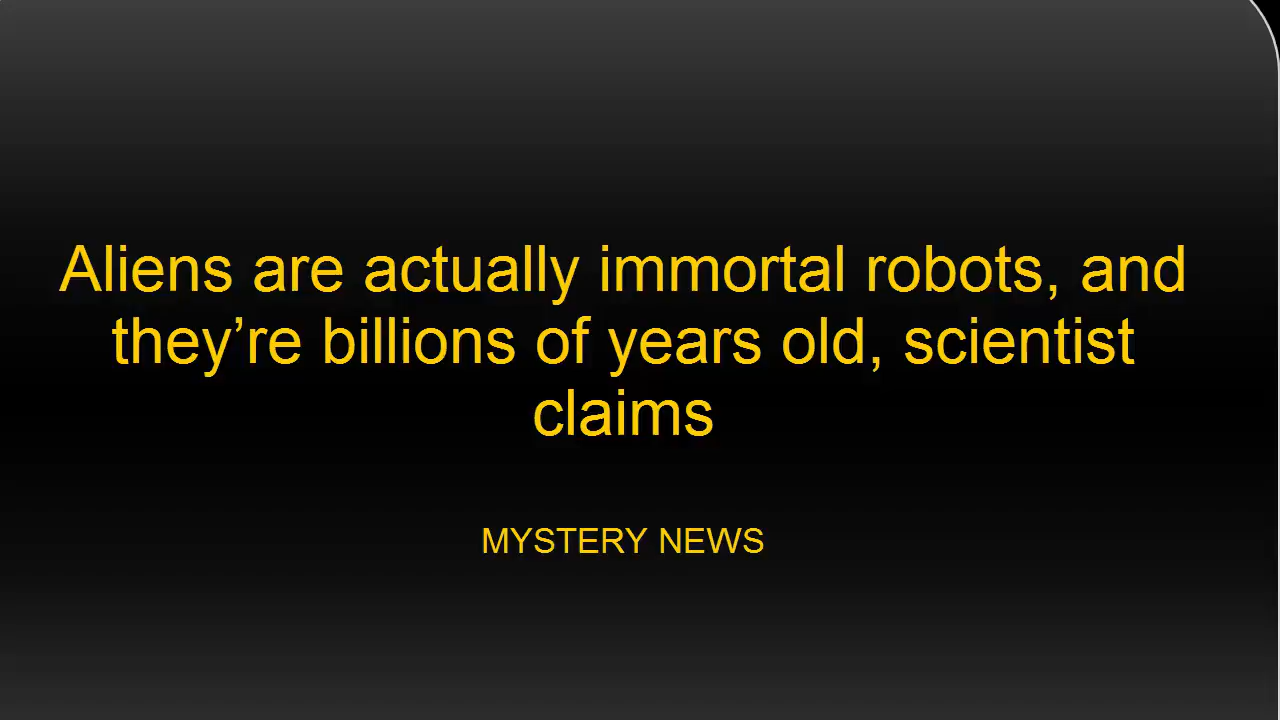 Aliens are actually immortal robots, and
they’re billions of years old, scientist
claims
MYSTERY NEWS